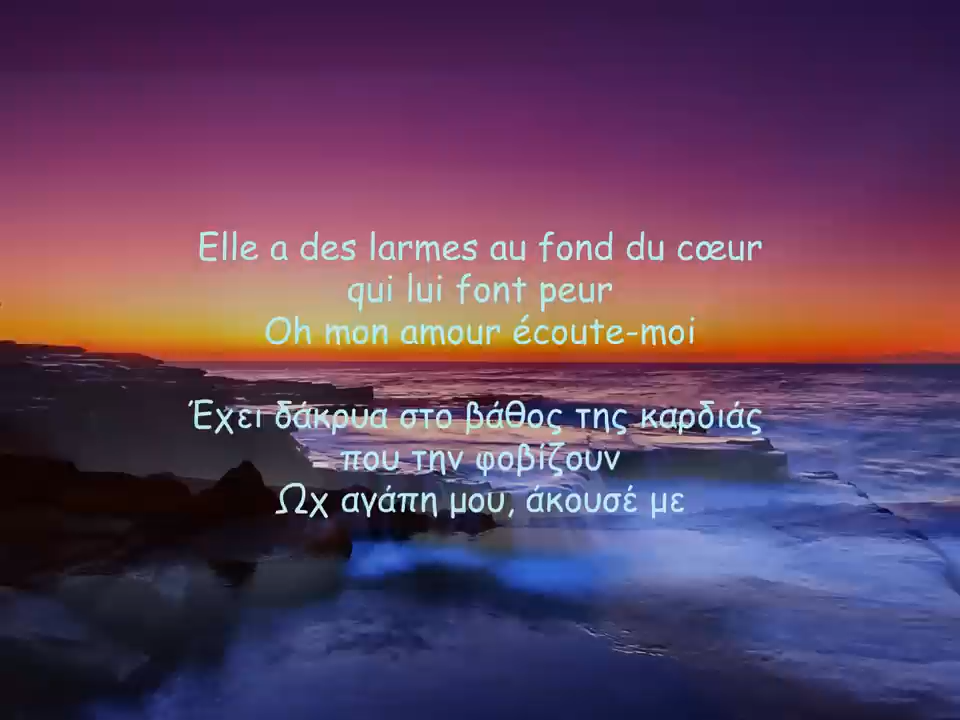 Elle a des larmes au fond du cœur
qui lui font peur
Oh mon amour écoute-moi
Έχει δάκρυα στο βάθος της καρδιάς
που την φοβίζουν
Ωχ αγάπη μου, άκουσέ με